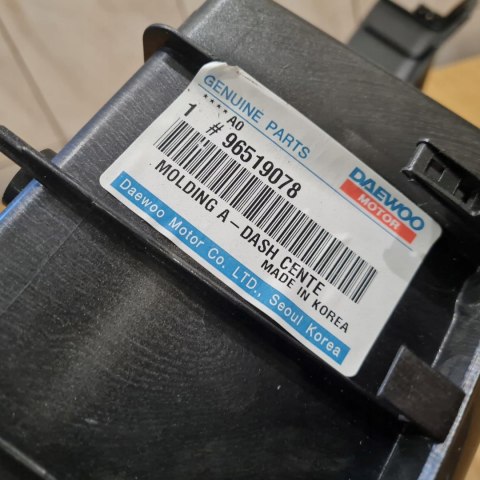 GENUINE PARTS
**** A0
1 # 96519078
DAEWOO
MOTOR
MOLDING A-DASH CENTE
MADE IN KOREA
Daewoo Motor Co. LTD., Seoul Korea